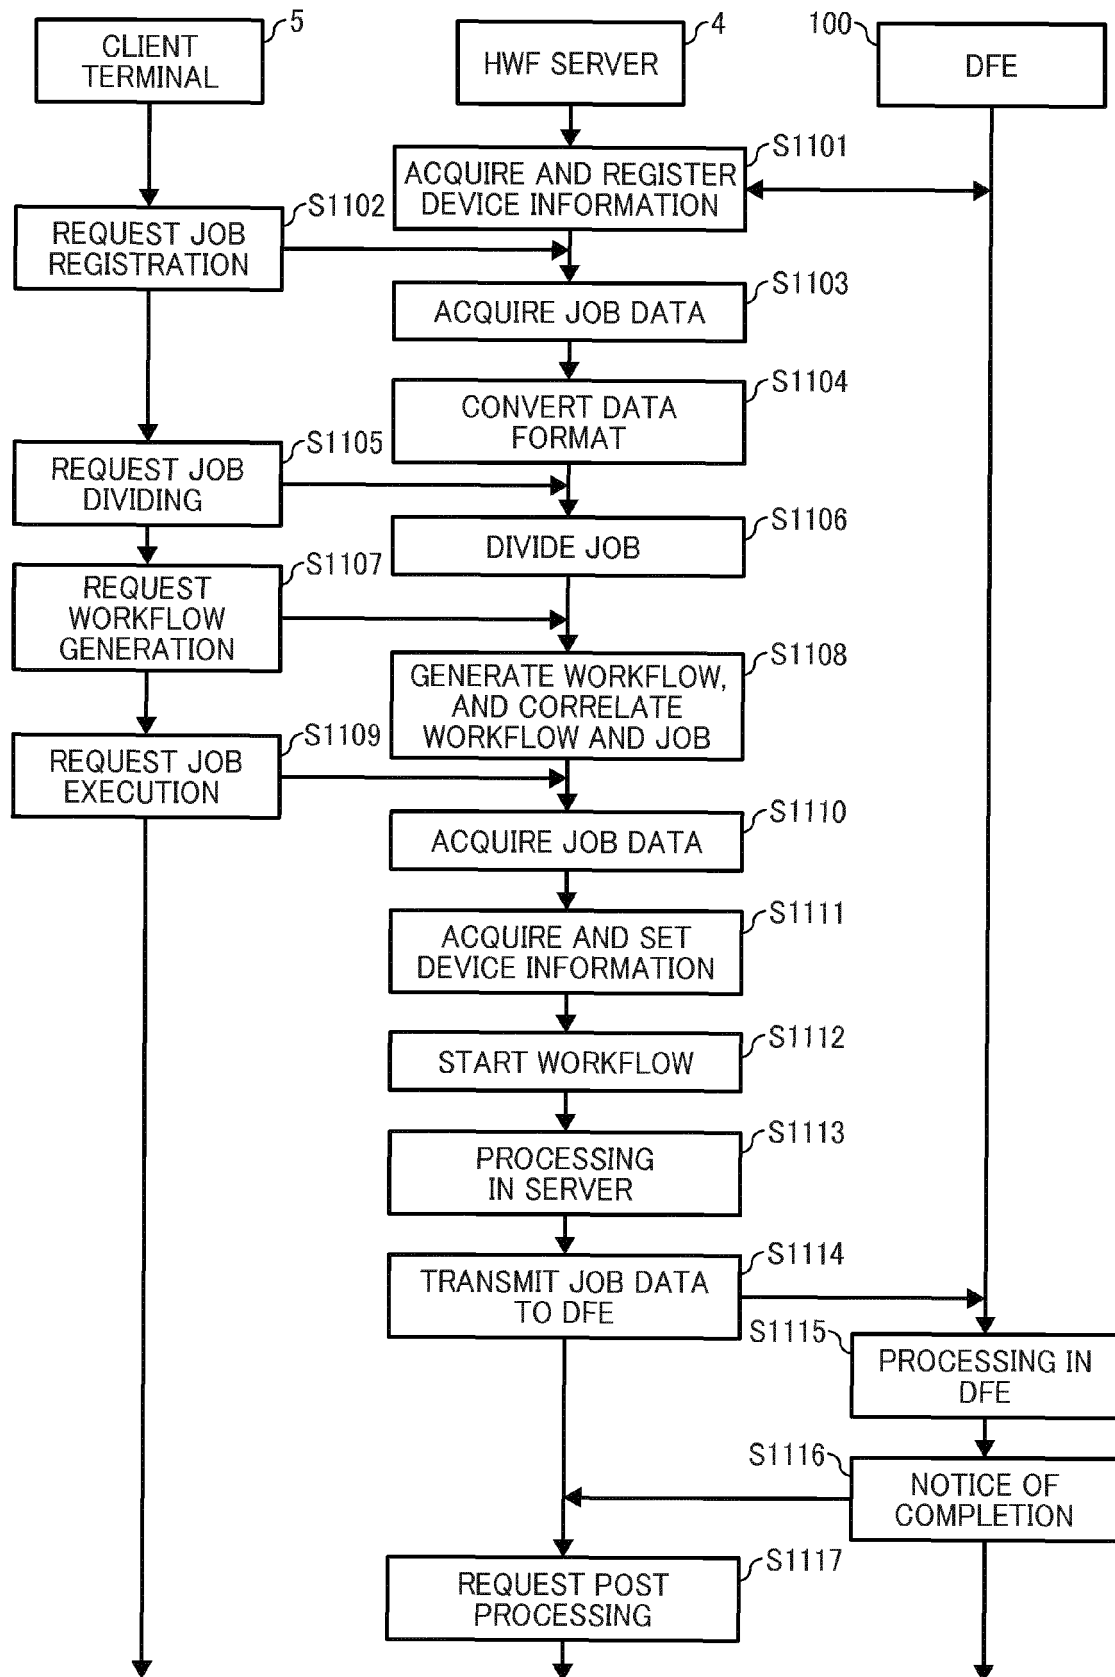 5
CLIENT
TERMINAL
4
HWF SERVER
100
DFE
S1101
ACQUIRE AND REGISTER
DEVICE INFORMATION
S1102
REQUEST JOB
REGISTRATION
S1103
ACQUIRE JOB DATA
S1104
CONVERT DATA
FORMAT
S1105
REQUEST JOB
DIVIDING
S1106
DIVIDE JOB
S1107
REQUEST
WORKFLOW
GENERATION
S1108
GENERATE WORKFLOW,
AND CORRELATE
WORKFLOW AND JOB
S1109
REQUEST JOB
EXECUTION
S1110
ACQUIRE JOB DATA
S1111
ACQUIRE AND SET
DEVICE INFORMATION
S1112
START WORKFLOW
S1113
PROCESSING
IN SERVER
S1114
TRANSMIT JOB DATA
TO DFE
S1115
PROCESSING IN
DFE
S1116
NOTICE OF
COMPLETION
S1117
REQUEST POST
PROCESSING